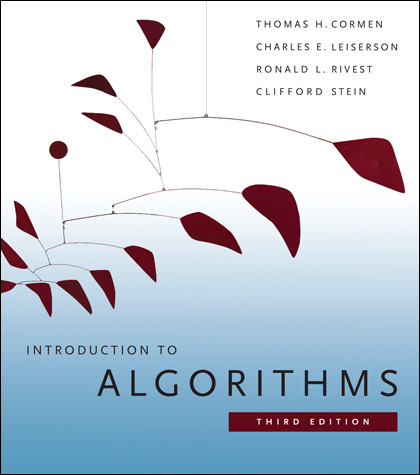 THOMAS H. CORMEN
CHARLES E. LEISERSON
RONALD L. RIVEST
CLIFFORD STEIN
INTRODUCTION TO
ALGORITHMS
THIRD EDITION